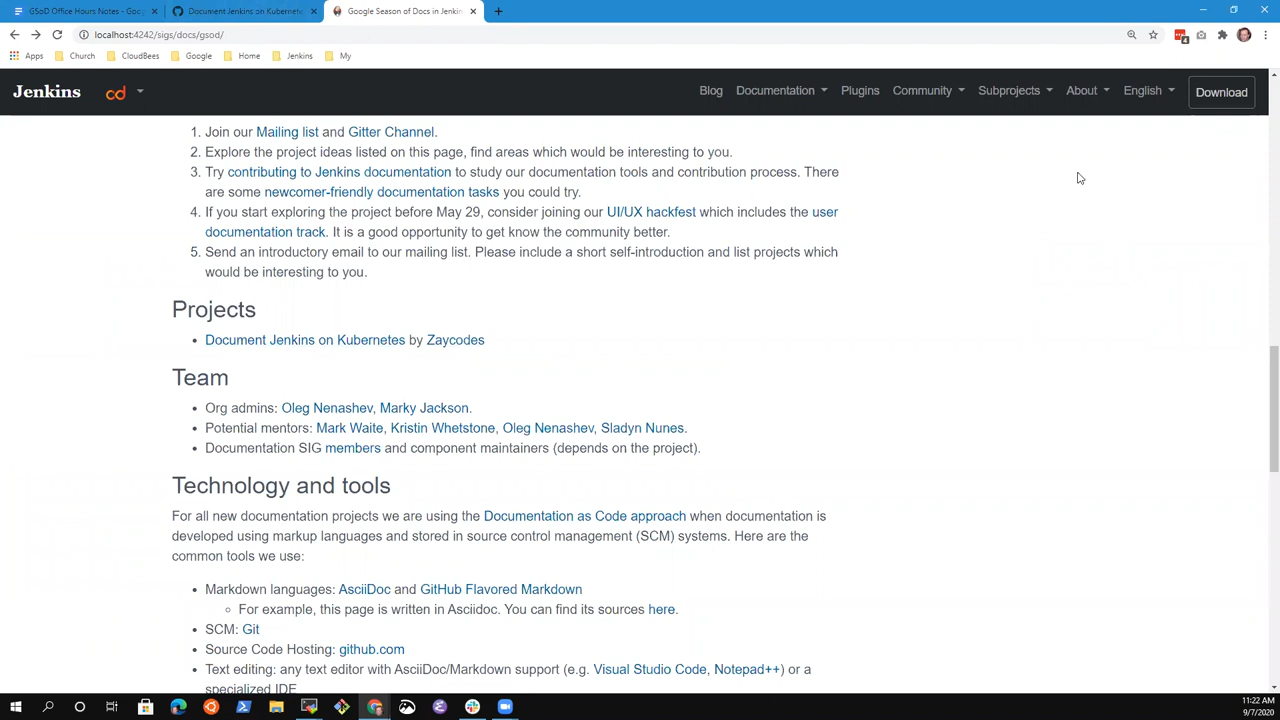 GSoD Office Hours Notes - Goog
Document Jenkins on Kubernete
Google Season of Docs in Jenkin
localhost:4242/sigs/docs/gsod/
Apps Church CloudBees Google Home Jenkins My
Jenkins cd Blog Documentation Plugins Community Subprojects About English Download
1. Join our Mailing list and Gitter Channel.
2. Explore the project ideas listed on this page, find areas which would be interesting to you.
3. Try contributing to Jenkins documentation to study our documentation tools and contribution process. There
are some newcomer-friendly documentation tasks you could try.
4. If you start exploring the project before May 29, consider joining our UI/UX hackfest which includes the user
documentation track. It is a good opportunity to get know the community better.
5. Send an introductory email to our mailing list. Please include a short self-introduction and list projects which
would be interesting to you.
Projects
• Document Jenkins on Kubernetes by Zaycodes
Team
• Org admins: Oleg Nenashev, Marky Jackson.
• Potential mentors: Mark Waite, Kristin Whetstone, Oleg Nenashev, Sladyn Nunes.
• Documentation SIG members and component maintainers (depends on the project).
Technology and tools
For all new documentation projects we are using the Documentation as Code approach when documentation is
developed using markup languages and stored in source control management (SCM) systems. Here are the
common tools we use:
• Markdown languages: AsciiDoc and GitHub Flavored Markdown
◦ For example, this page is written in Asciidoc. You can find its sources here.
• SCM: Git
• Source Code Hosting: github.com
• Text editing: any text editor with AsciiDoc/Markdown support (e.g. Visual Studio Code, Notepad++) or a
specialized IDE
11:22 AM
9/7/2020